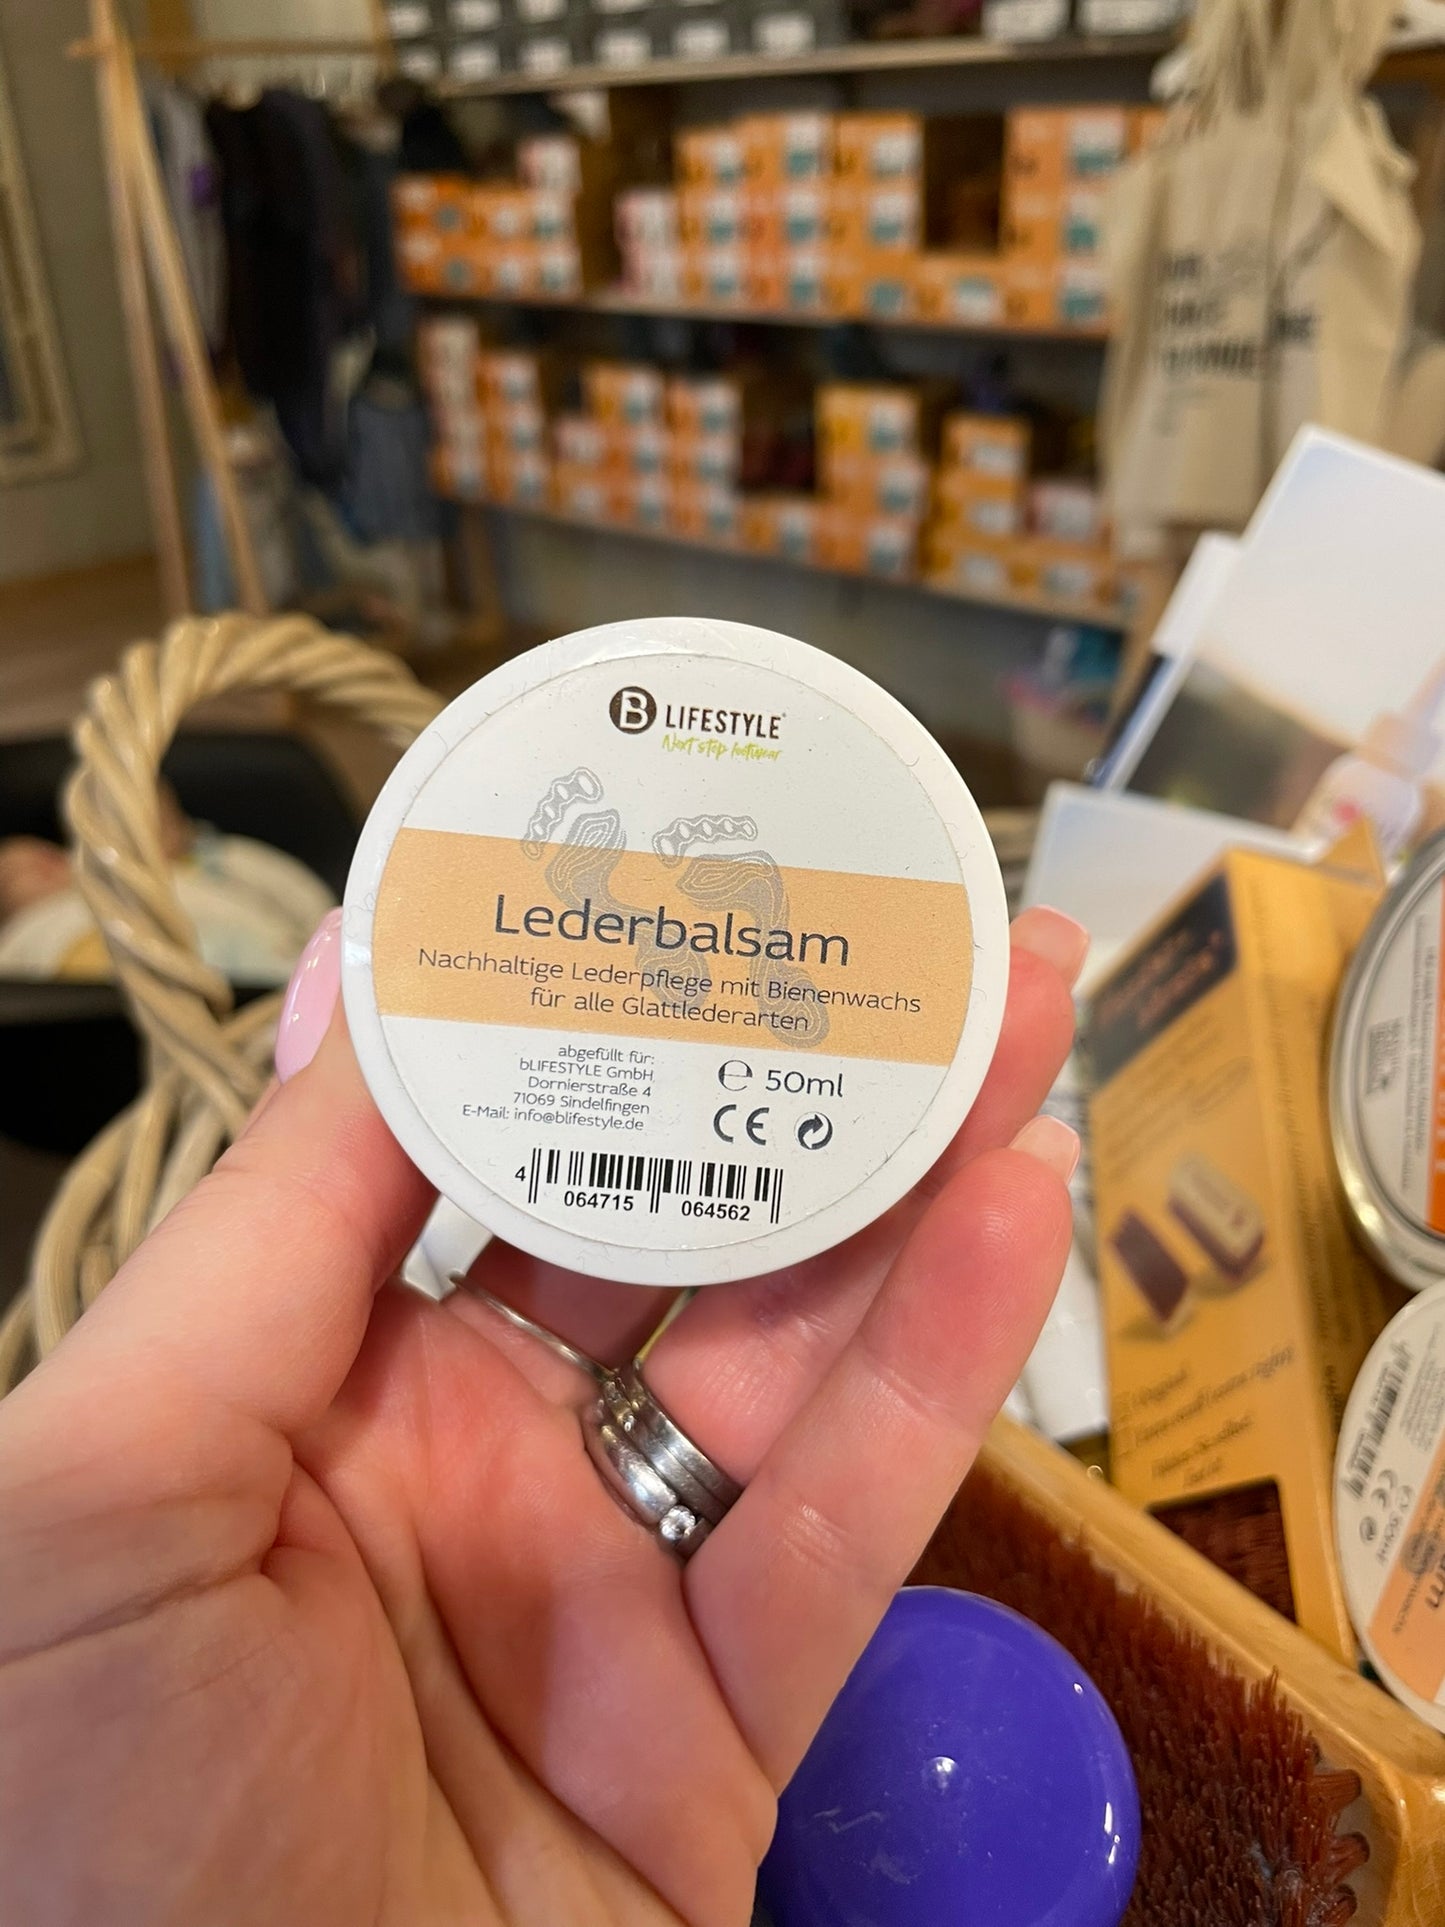 B LIFESTYLE
Next step footwear
Lederbalsam
Nachhaltige Lederpflege mit Bienenwachs
für alle Glattlederarten
abgefüllt für:
bLIFESTYLE GmbH
Dornierstraße 4
71069 Sindelfingen
E-Mail: info@blifestyle.de
℮ 50ml
CE
4 064715 064562